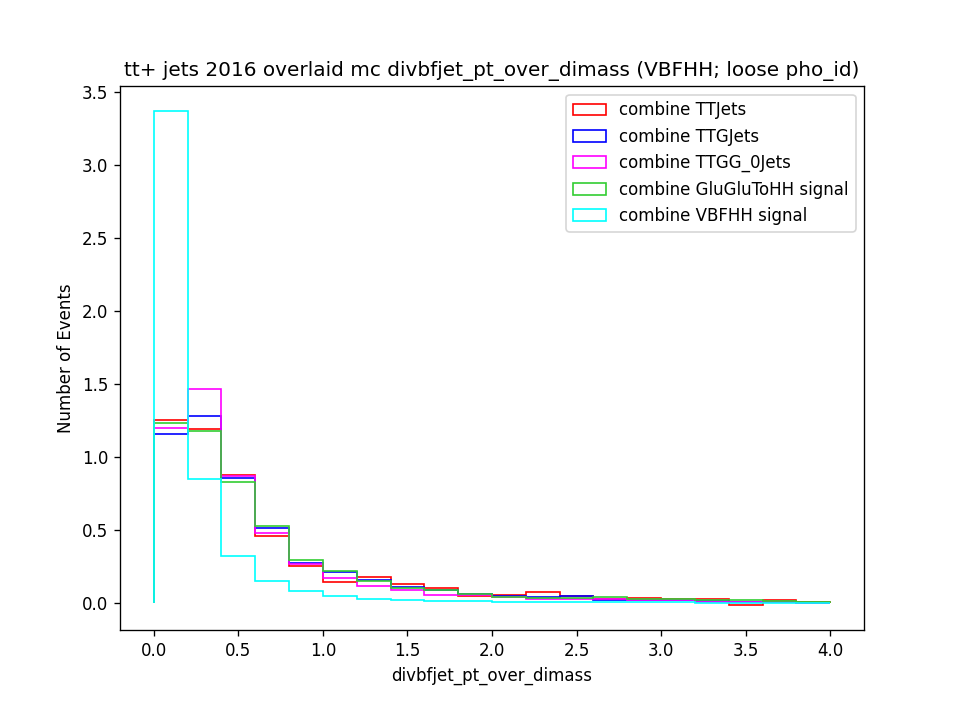 tt+ jets 2016 overlaid mc divbfjet_pt_over_dimass (VBFHH; loose pho_id)
combine TTJets
combine TTGJets
combine TTGG_0Jets
combine GluGluToHH signal
combine VBFHH signal
Number of Events
3.5
3.0
2.5
2.0
1.5
1.0
0.5
0.0
0.0 0.5 1.0 1.5 2.0 2.5 3.0 3.5 4.0
divbfjet_pt_over_dimass